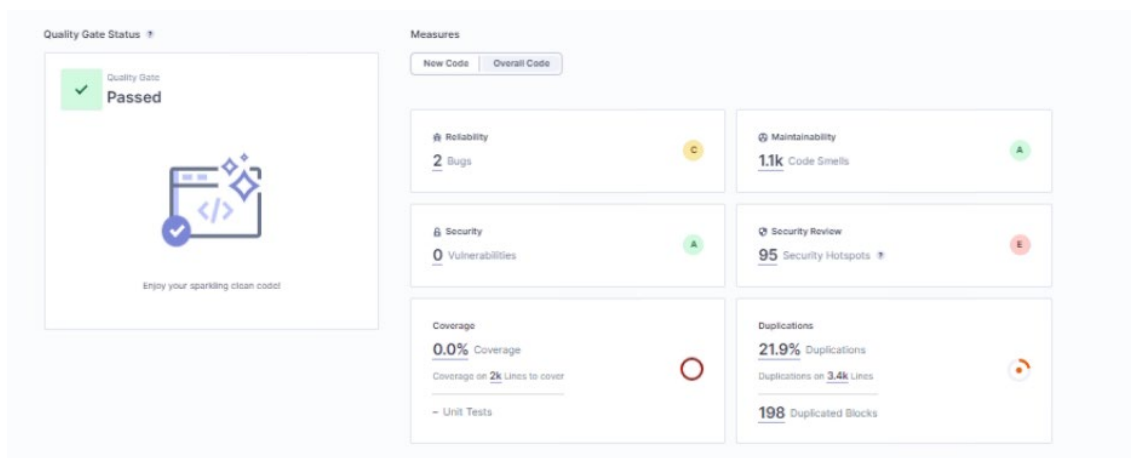 Quality Gate Status ?
Quality Gate
Passed
</>
Enjoy your sparkling clean code!
Measures
New Code Overall Code
Reliability
2 Bugs
C
Maintainability
1.1k Code Smells
A
Security
0 Vulnerabilities
A
Security Review
95 Security Hotspots ?
E
Coverage
0.0% Coverage
Coverage on 2k Lines to cover
– Unit Tests
Duplications
21.9% Duplications
Duplications on 3.4k Lines
198 Duplicated Blocks